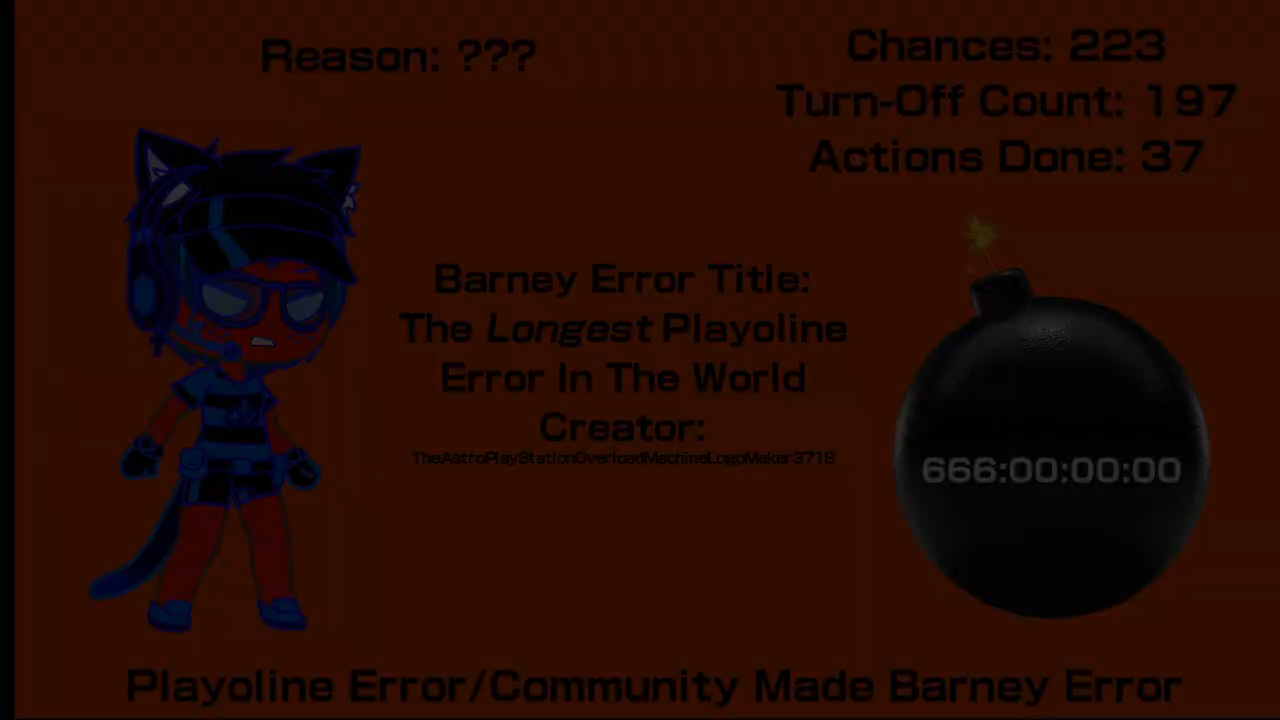 Reason: ???
Chances: 223
Turn-Off Count: 197
Actions Done: 37
Barney Error Title:
The Longest Playoline
Error In The World
Creator:
TheAstroPlayStationOverloadMachineLogoMaker3718
666:00:00:00
Playoline Error/Community Made Barney Error